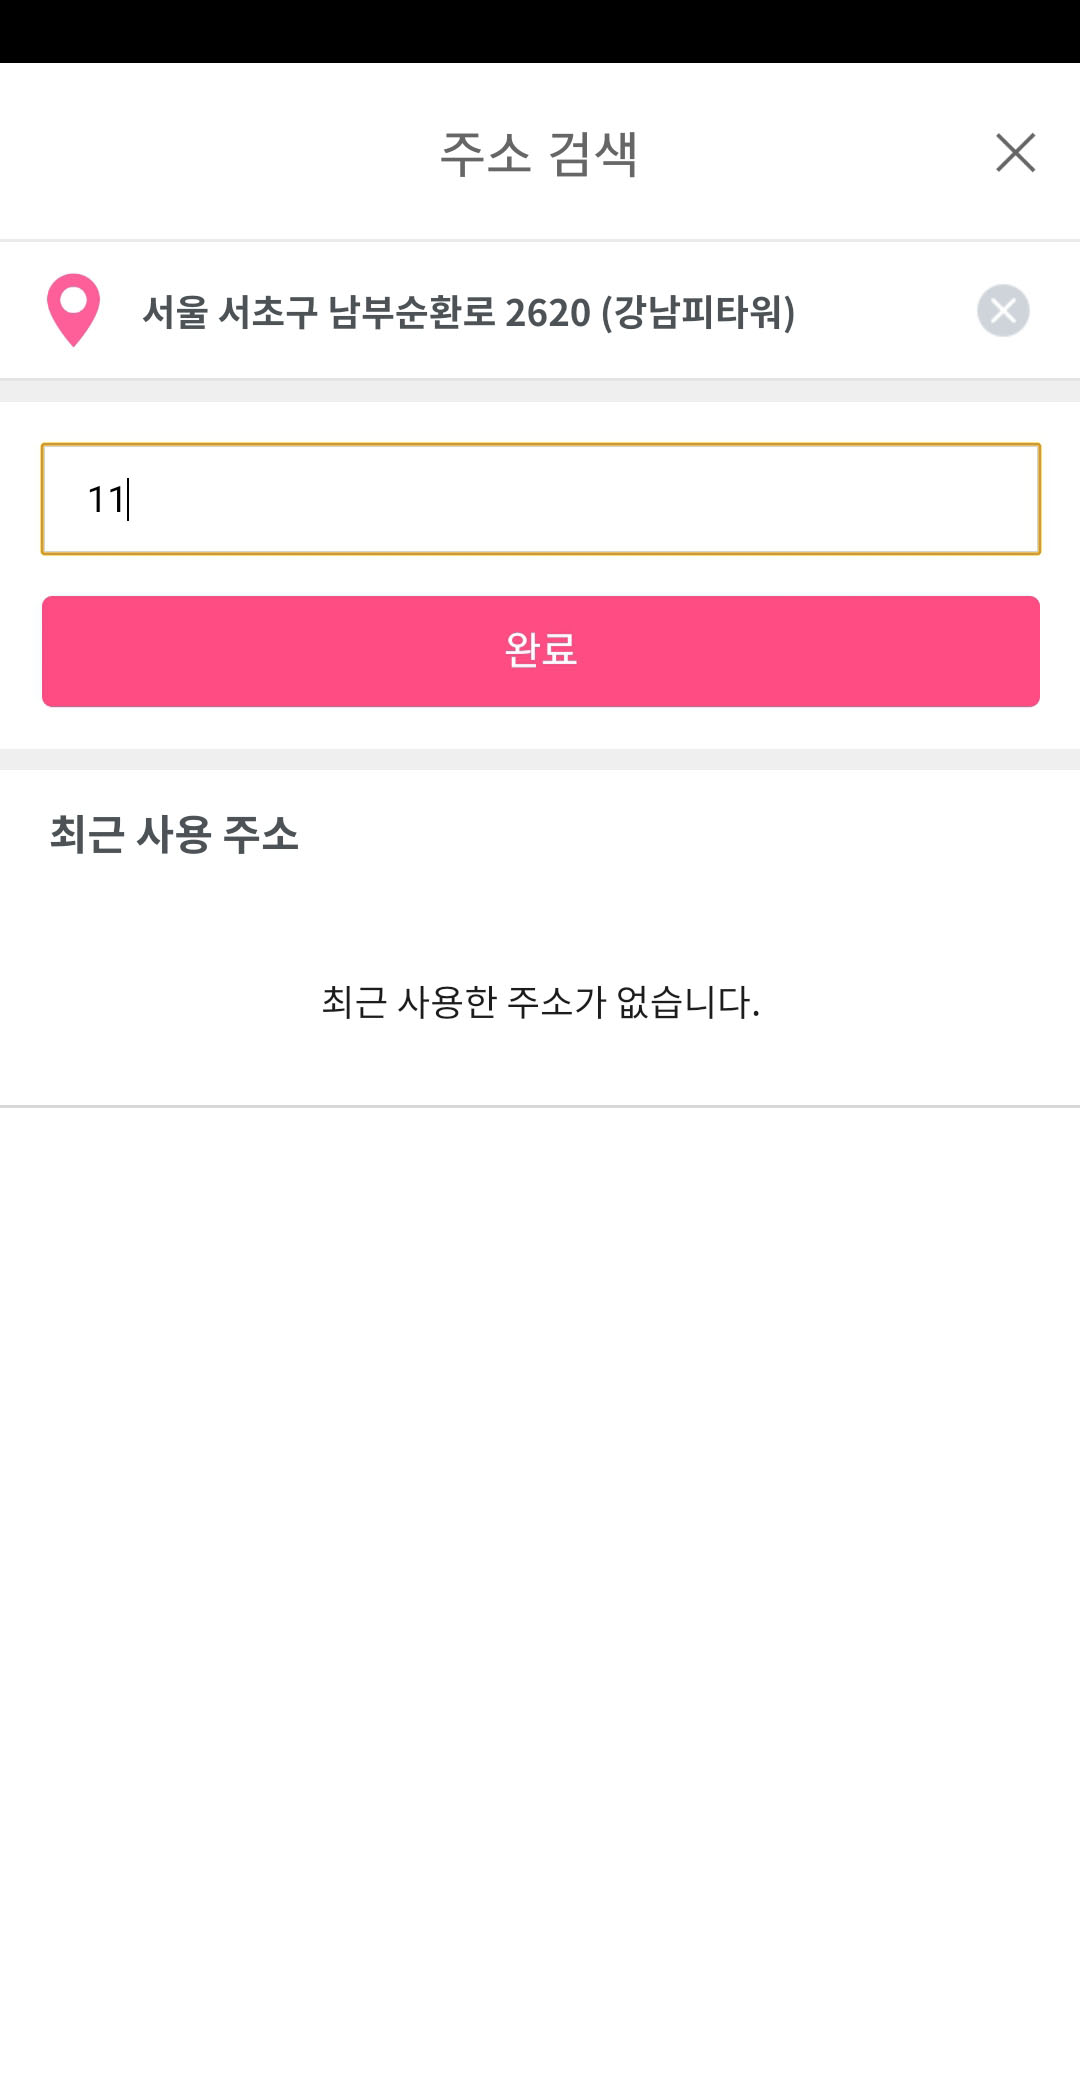 주소 검색
서울 서초구 남부순환로 2620 (강남피타워)
11
완료
최근 사용 주소
최근 사용한 주소가 없습니다.